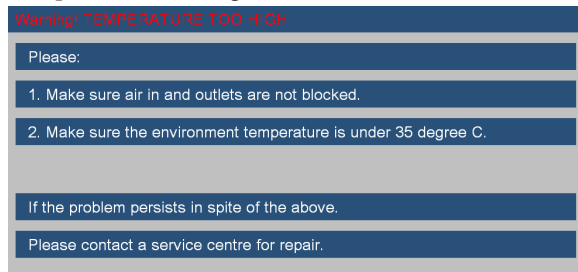 Warning! TEMPERATURE TOO HIGH
Please:
1. Make sure air in and outlets are not blocked.
2. Make sure the environment temperature is under 35 degree C.
If the problem persists in spite of the above.
Please contact a service centre for repair.